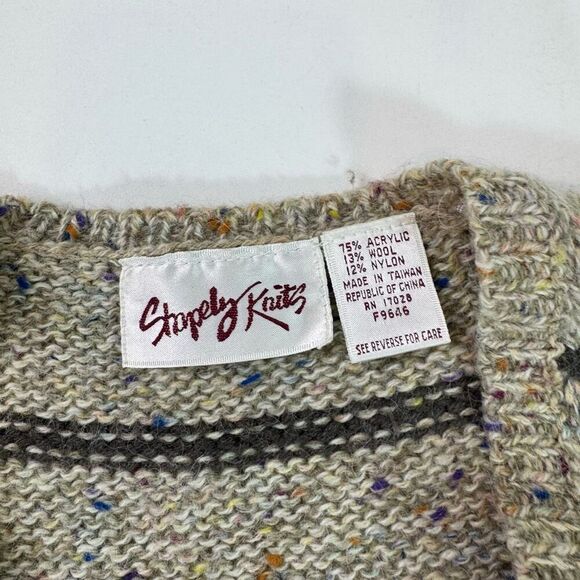 Shapely Knits
75% ACRYLIC
13% WOOL
12% NYLON
MADE IN TAIWAN
REPUBLIC OF CHINA
RN 17028
F9646
SEE REVERSE FOR CARE